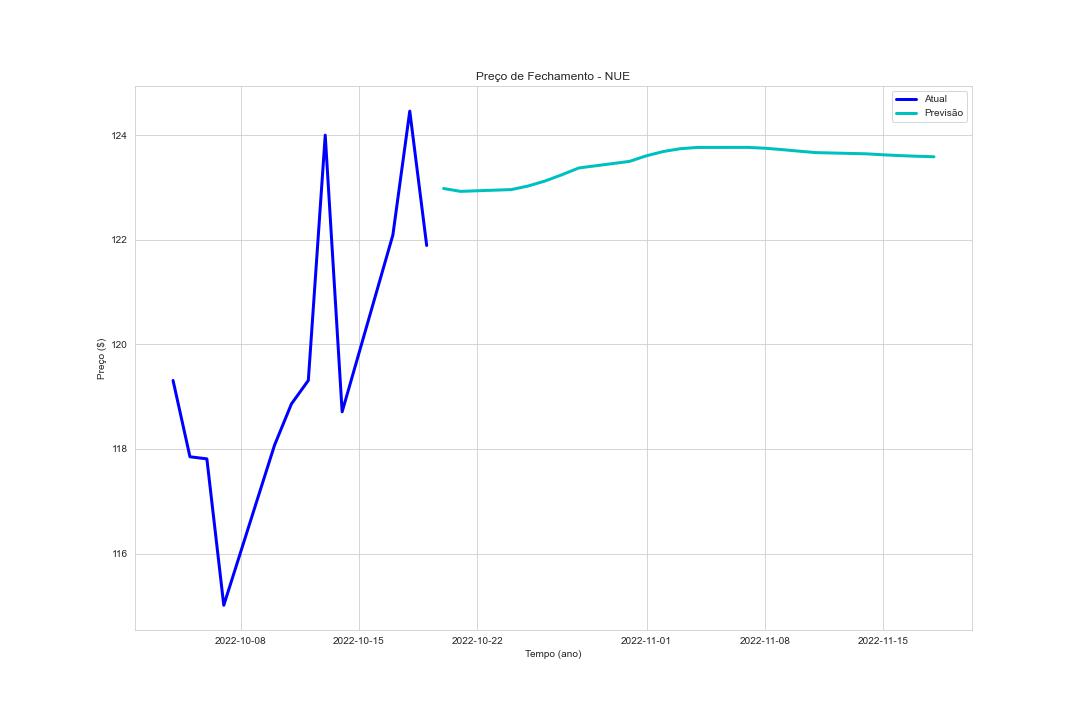 Preço de Fechamento - NUE
Atual
Previsão
124
122
120
118
116
Preço ($)
2022-10-08
2022-10-15
2022-10-22
2022-11-01
2022-11-08
2022-11-15
Tempo (ano)